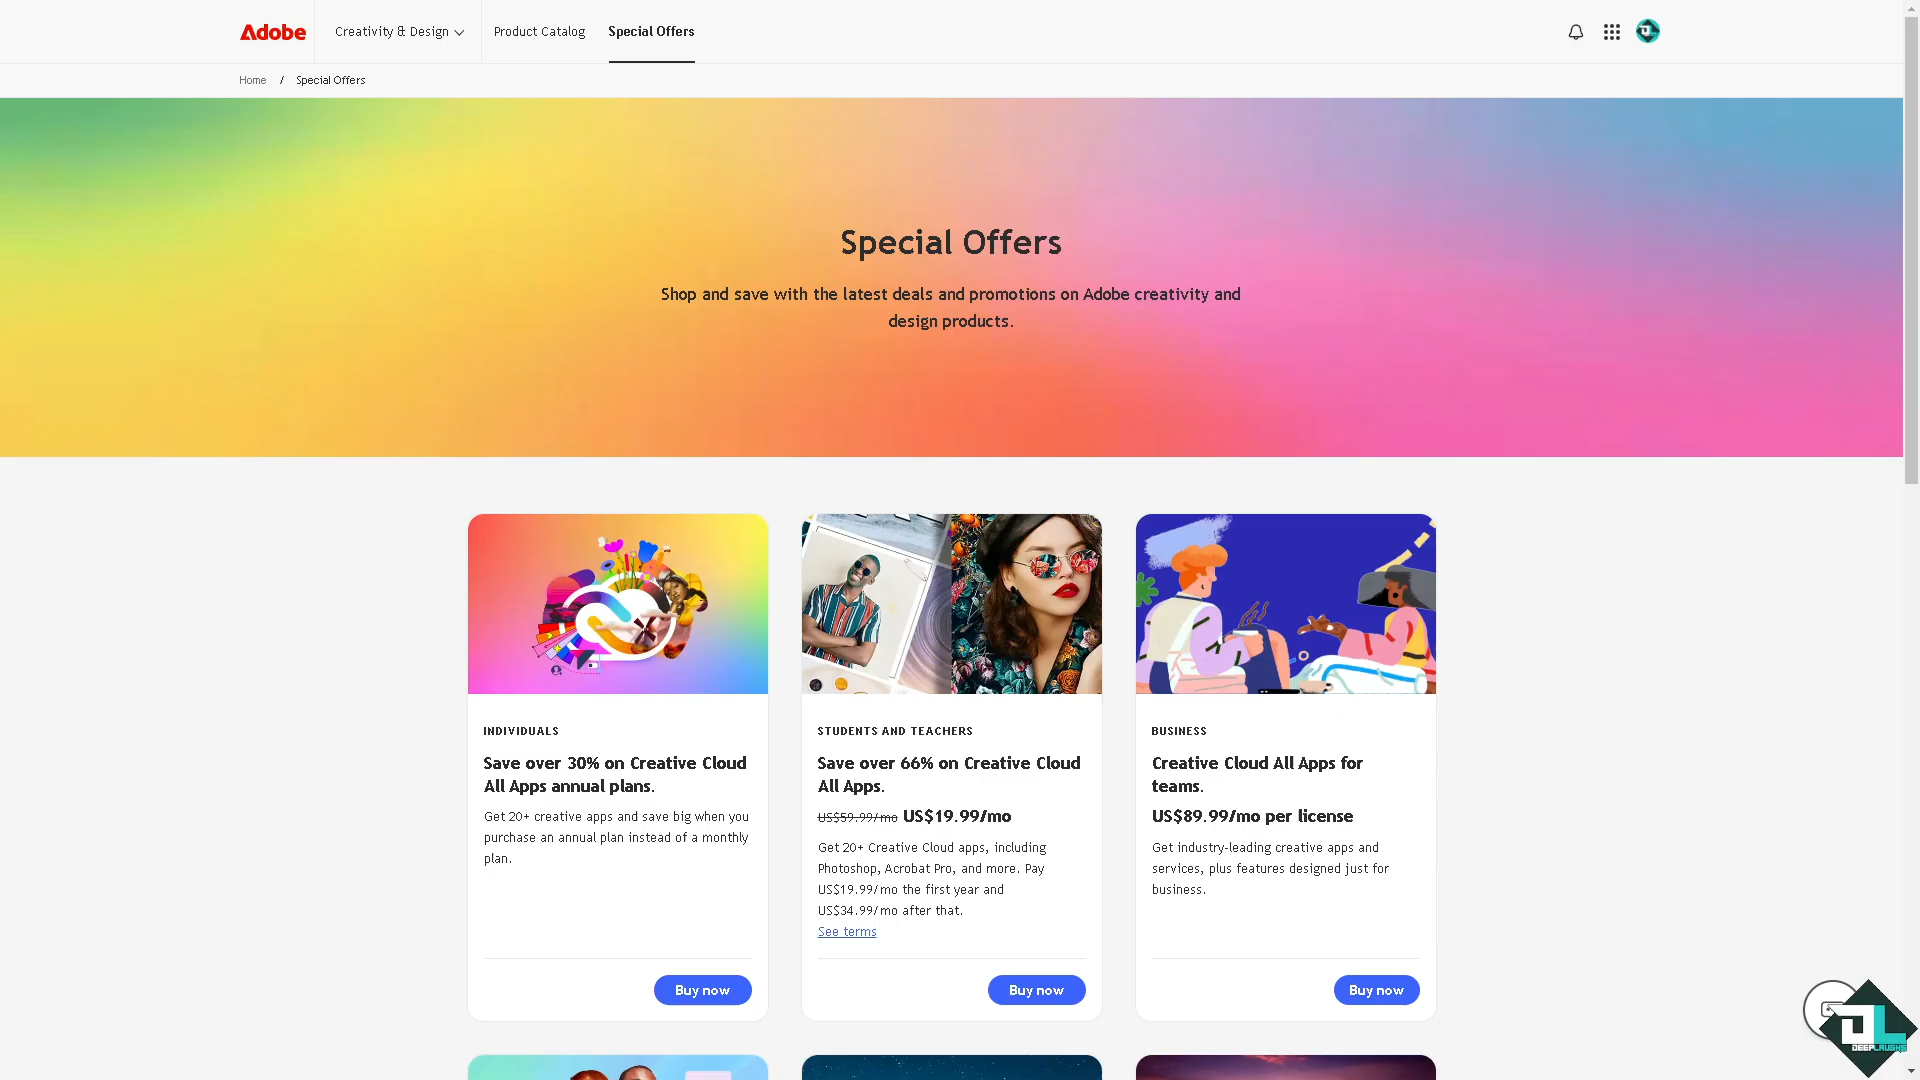 Adobe
Creativity & Design
Product Catalog
Special Offers
Home / Special Offers
Special Offers
Shop and save with the latest deals and promotions on Adobe creativity and
design products.
INDIVIDUALS
Save over 30% on Creative Cloud
All Apps annual plans.
Get 20+ creative apps and save big when you
purchase an annual plan instead of a monthly
plan.
Buy now
STUDENTS AND TEACHERS
Save over 66% on Creative Cloud
All Apps.
US$59.99/mo US$19.99/mo
Get 20+ Creative Cloud apps, including
Photoshop, Acrobat Pro, and more. Pay
US$19.99/mo the first year and
US$34.99/mo after that.
See terms
Buy now
BUSINESS
Creative Cloud All Apps for
teams.
US$89.99/mo per license
Get industry-leading creative apps and
services, plus features designed just for
business.
Buy now
DL
DEEPLAUGHS